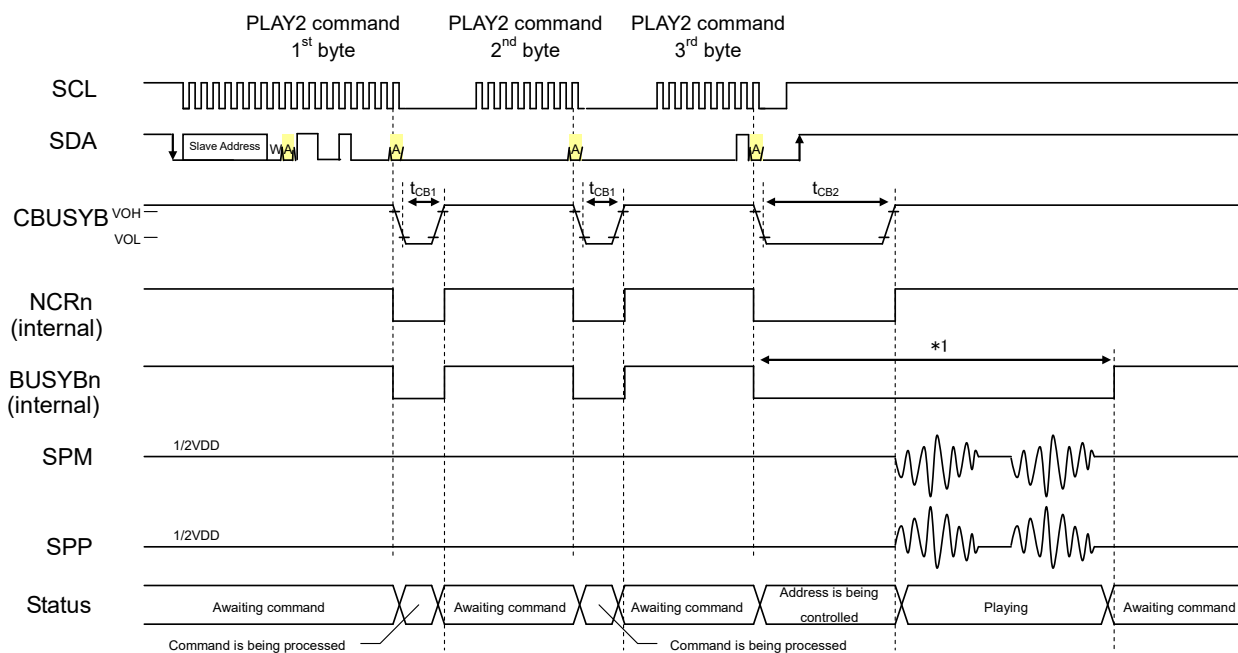 PLAY2 command
1st byte
PLAY2 command
2nd byte
PLAY2 command
3rd byte
SCL
SDA
Slave Address
W
A
A
A
A
tCB1
tCB1
tCB2
CBUSYB
VOH
VOL
NCRn
(internal)
*1
BUSYBn
(internal)
1/2VDD
SPM
1/2VDD
SPP
Status
Awaiting command
Awaiting command
Awaiting command
Address is being
controlled
Playing
Awaiting command
Command is being processed
Command is being processed